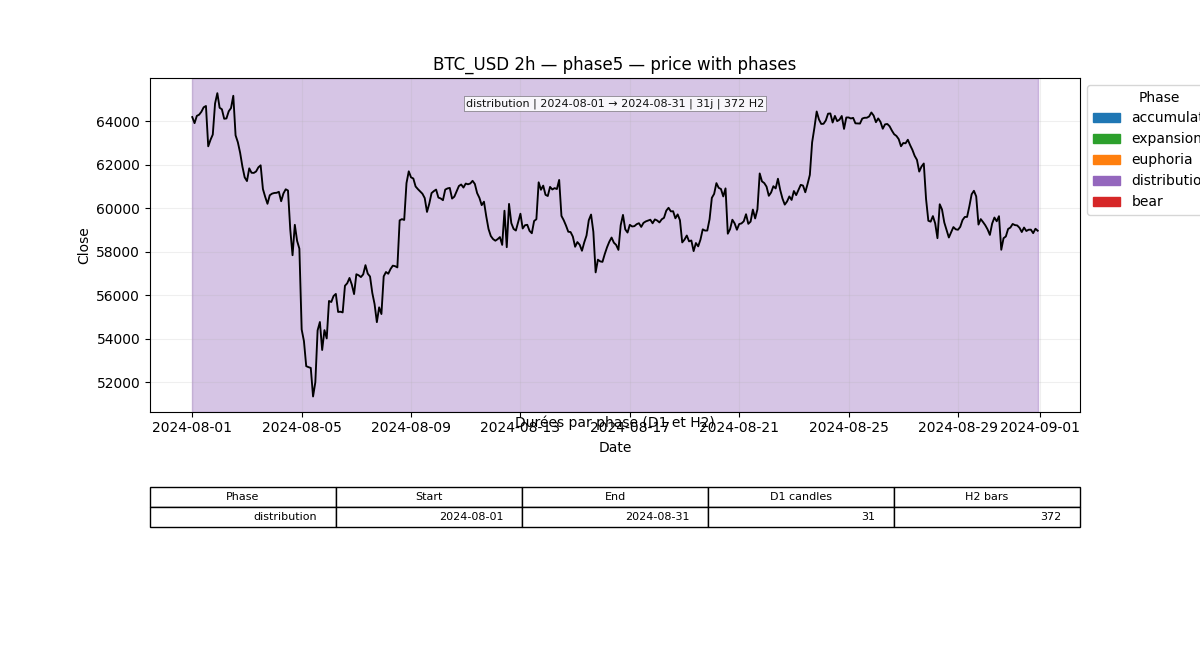 BTC_USD 2h — phase5 — price with phases
distribution | 2024-08-01 → 2024-08-31 | 31j | 372 H2
Phase
accumulat
expansion
euphoria
distributio
bear
Close
64000
62000
60000
58000
56000
54000
52000
Durées par phase (D1 et H2)
2024-08-01 2024-08-05 2024-08-09 2024-08-13 2024-08-17 2024-08-21 2024-08-25 2024-08-29 2024-09-01
Date
Phase Start End D1 candles H2 bars
distribution 2024-08-01 2024-08-31 31 372